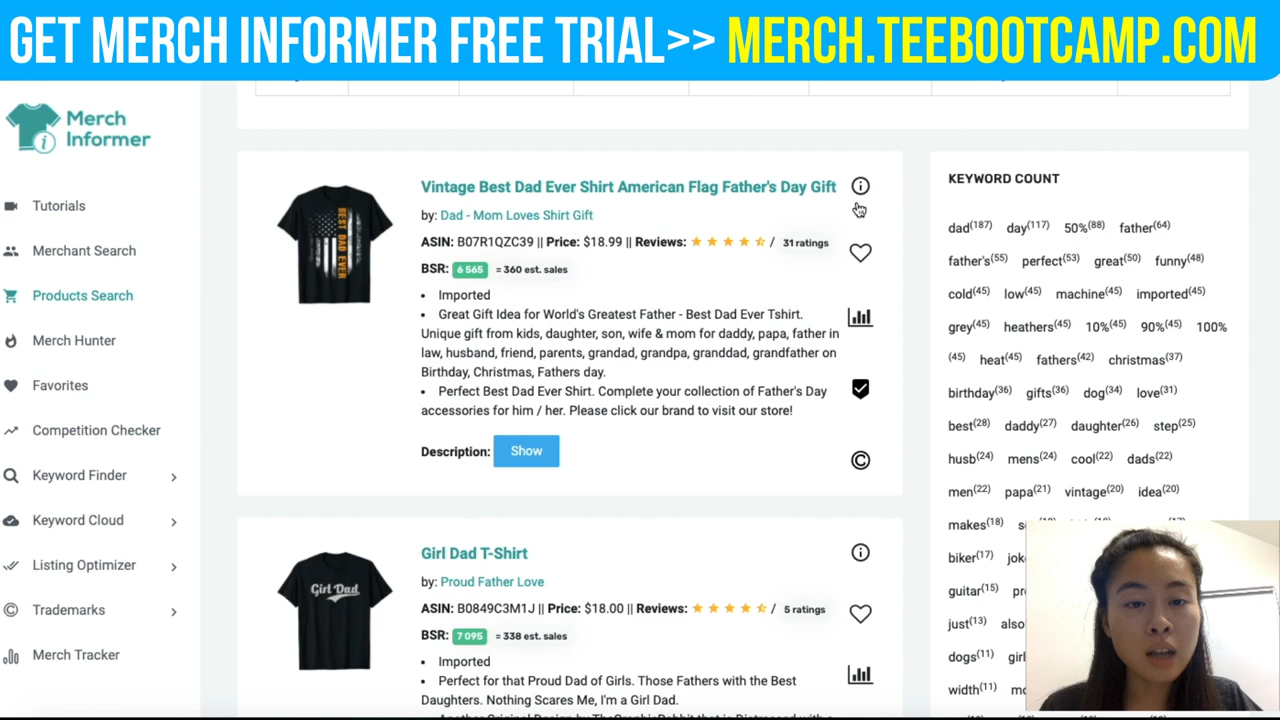 GET MERCH INFORMER FREE TRIAL>> MERCH.TEEBOOTCAMP.COM
Merch
Informer
Tutorials
Merchant Search
Products Search
Merch Hunter
Favorites
Competition Checker
Keyword Finder
Keyword Cloud
Listing Optimizer
Trademarks
Merch Tracker
BEST DAD EVER
Vintage Best Dad Ever Shirt American Flag Father's Day Gift
by: Dad - Mom Loves Shirt Gift
ASIN: B07R1QZC39 || Price: $18.99 || Reviews: / 31 ratings
BSR: 6 565 = 360 est. sales
• Imported
• Great Gift Idea for World's Greatest Father - Best Dad Ever Tshirt.
Unique gift from kids, daughter, son, wife & mom for daddy, papa, father in
law, husband, friend, parents, grandad, grandpa, granddad, grandfather on
Birthday, Christmas, Fathers day.
• Perfect Best Dad Ever Shirt. Complete your collection of Father's Day
accessories for him / her. Please click our brand to visit our store!
Description: Show
Girl Dad
Girl Dad T-Shirt
by: Proud Father Love
ASIN: B0849C3M1J || Price: $18.00 || Reviews: / 5 ratings
BSR: 7 095 = 338 est. sales
• Imported
• Perfect for that Proud Dad of Girls. Those Fathers with the Best
Daughters. Nothing Scares Me, I'm a Girl Dad.
KEYWORD COUNT
dad(187) day(117) 50%(88) father(64)
father's(55) perfect(53) great(50) funny(48)
cold(45) low(45) machine(45) imported(45)
grey(45) heathers(45) 10%(45) 90%(45) 100%
(45) heat(45) fathers(42) christmas(37)
birthday(36) gifts(36) dog(34) love(31)
best(28) daddy(27) daughter(26) step(25)
husb(24) mens(24) cool(22) dads(22)
men(22) papa(21) vintage(20) idea(20)
makes(18)
biker(17)
guitar(15)
just(13) also
dogs(11)
width(11)